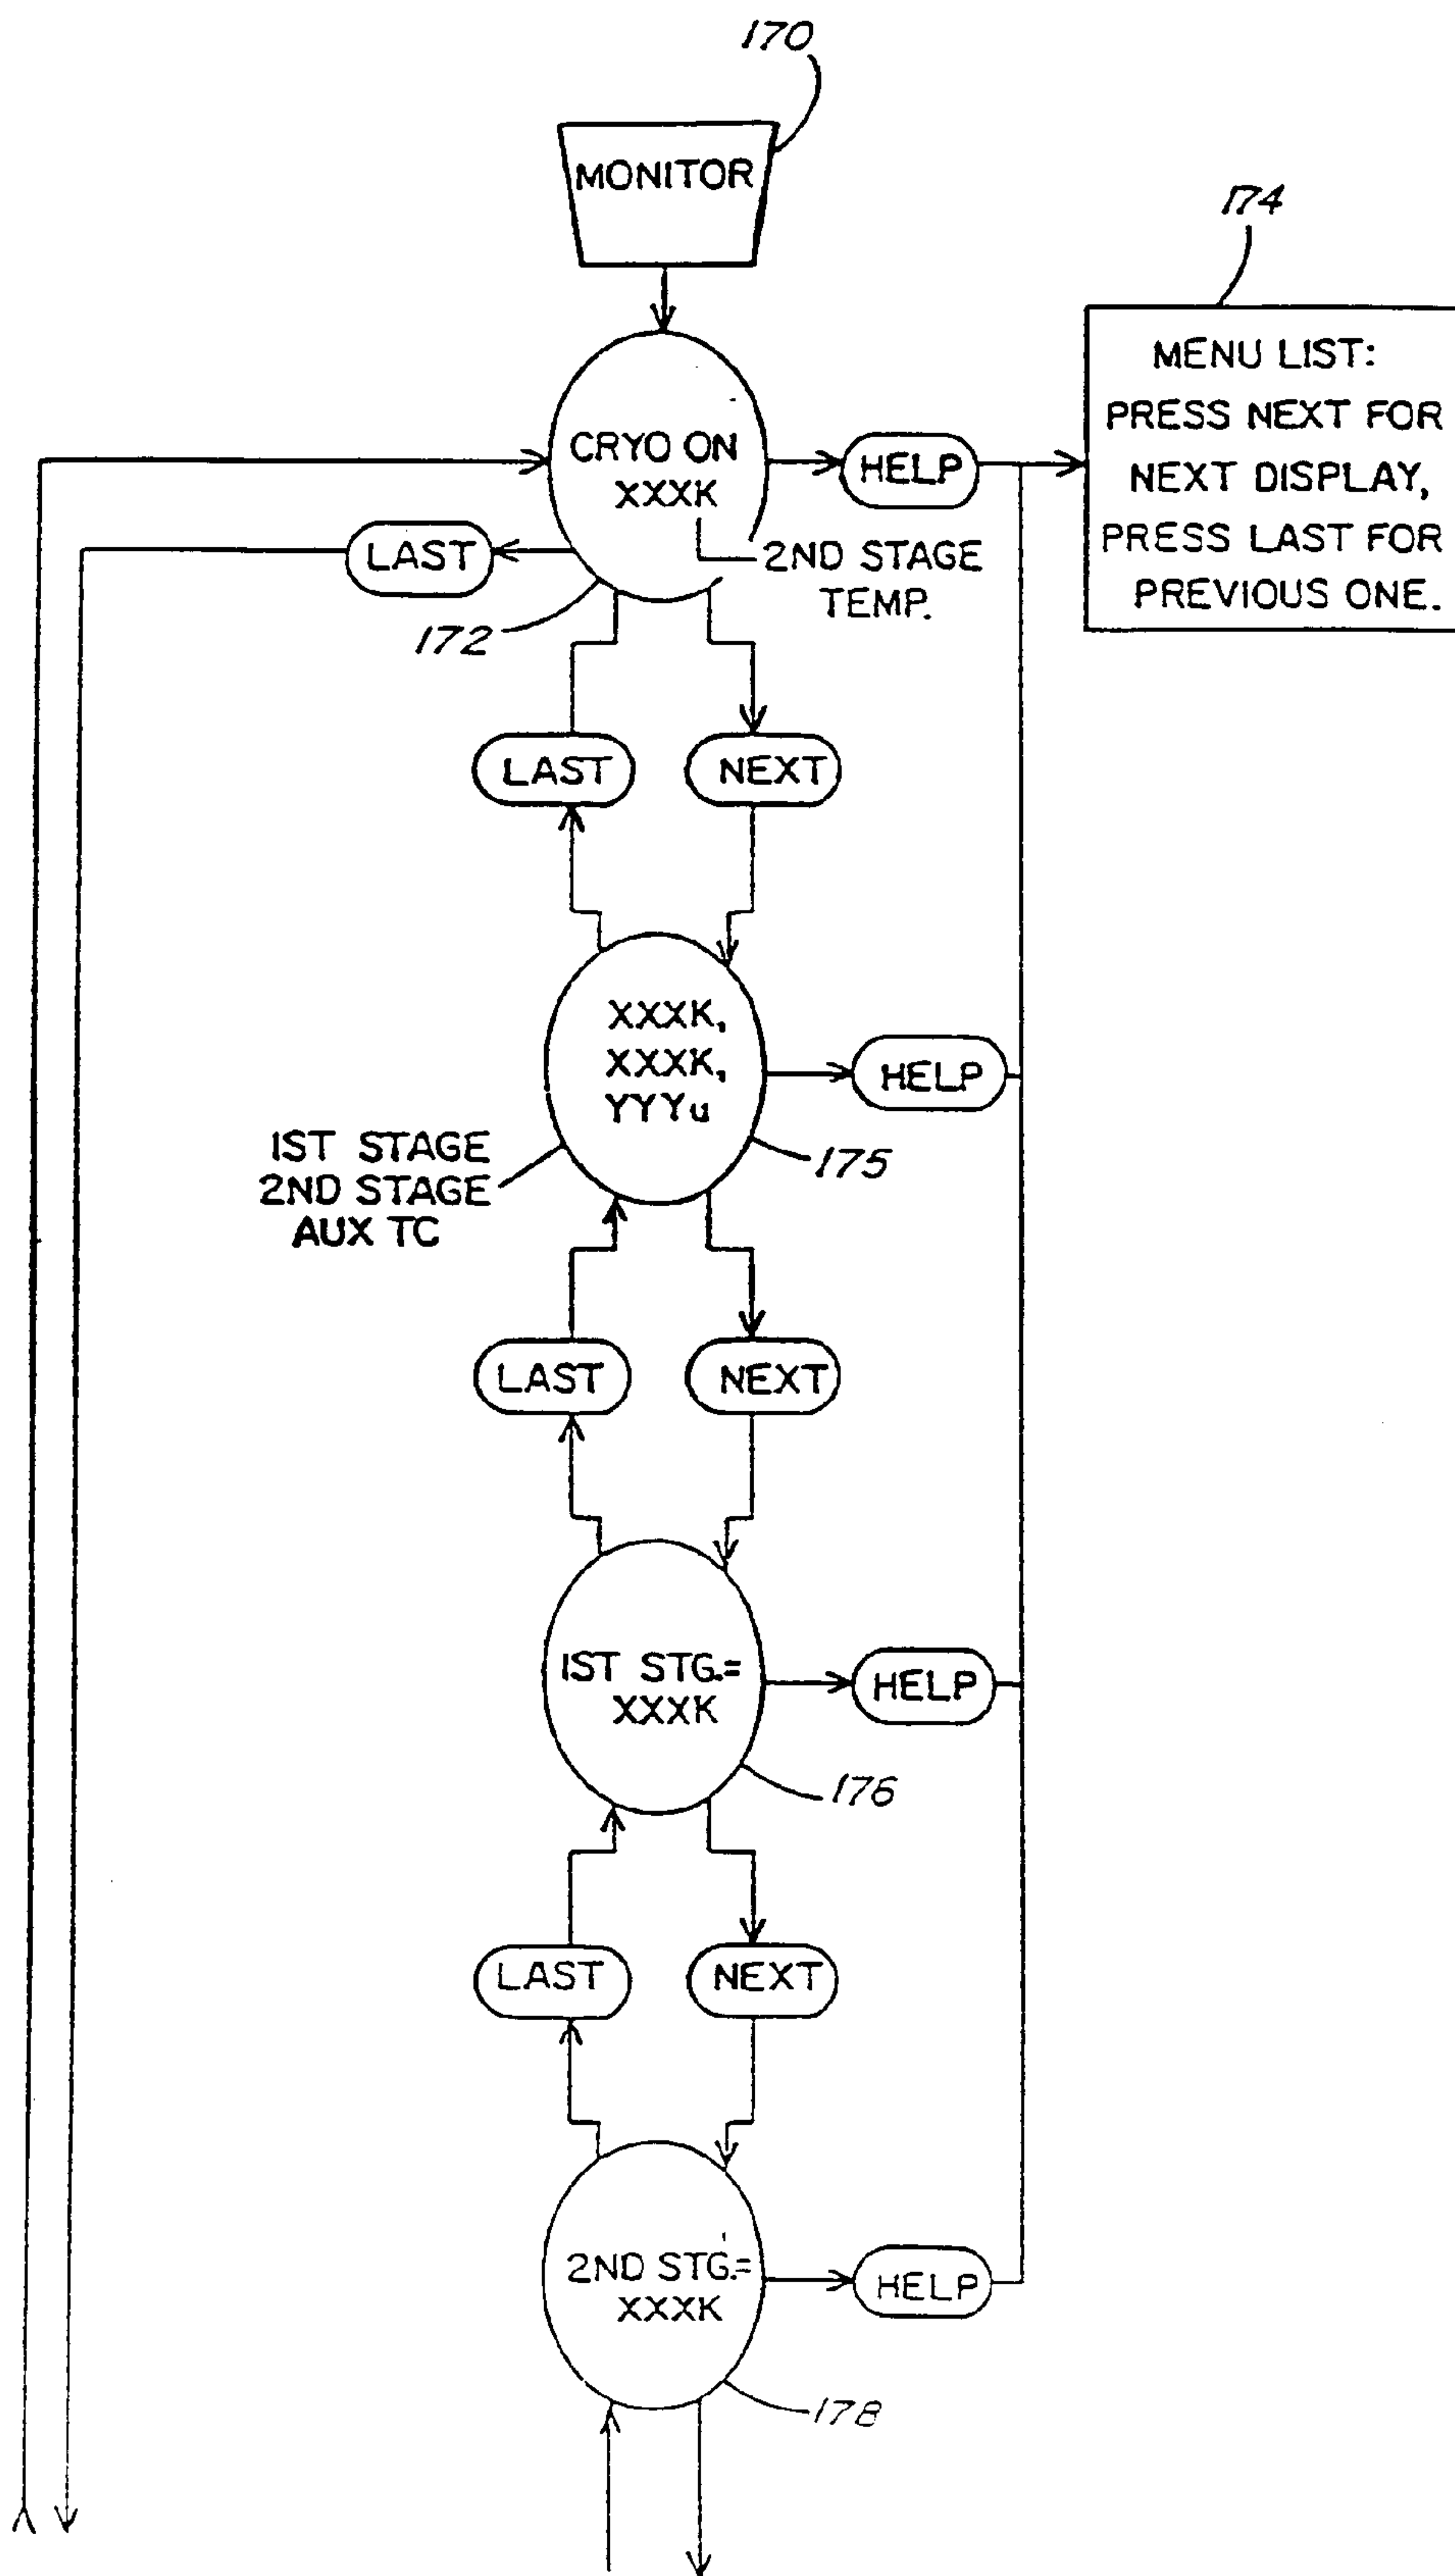 170
MONITOR
174
MENU LIST:
PRESS NEXT FOR
NEXT DISPLAY,
PRESS LAST FOR
PREVIOUS ONE.
CRYO ON
XXXK
HELP
LAST
2ND STAGE
TEMP.
172
LAST
NEXT
XXXK,
XXXK,
YYYu
HELP
1ST STAGE
2ND STAGE
AUX TC
175
LAST
NEXT
1ST STG.=
XXXK
HELP
176
LAST
NEXT
2ND STG.=
XXXK
HELP
178